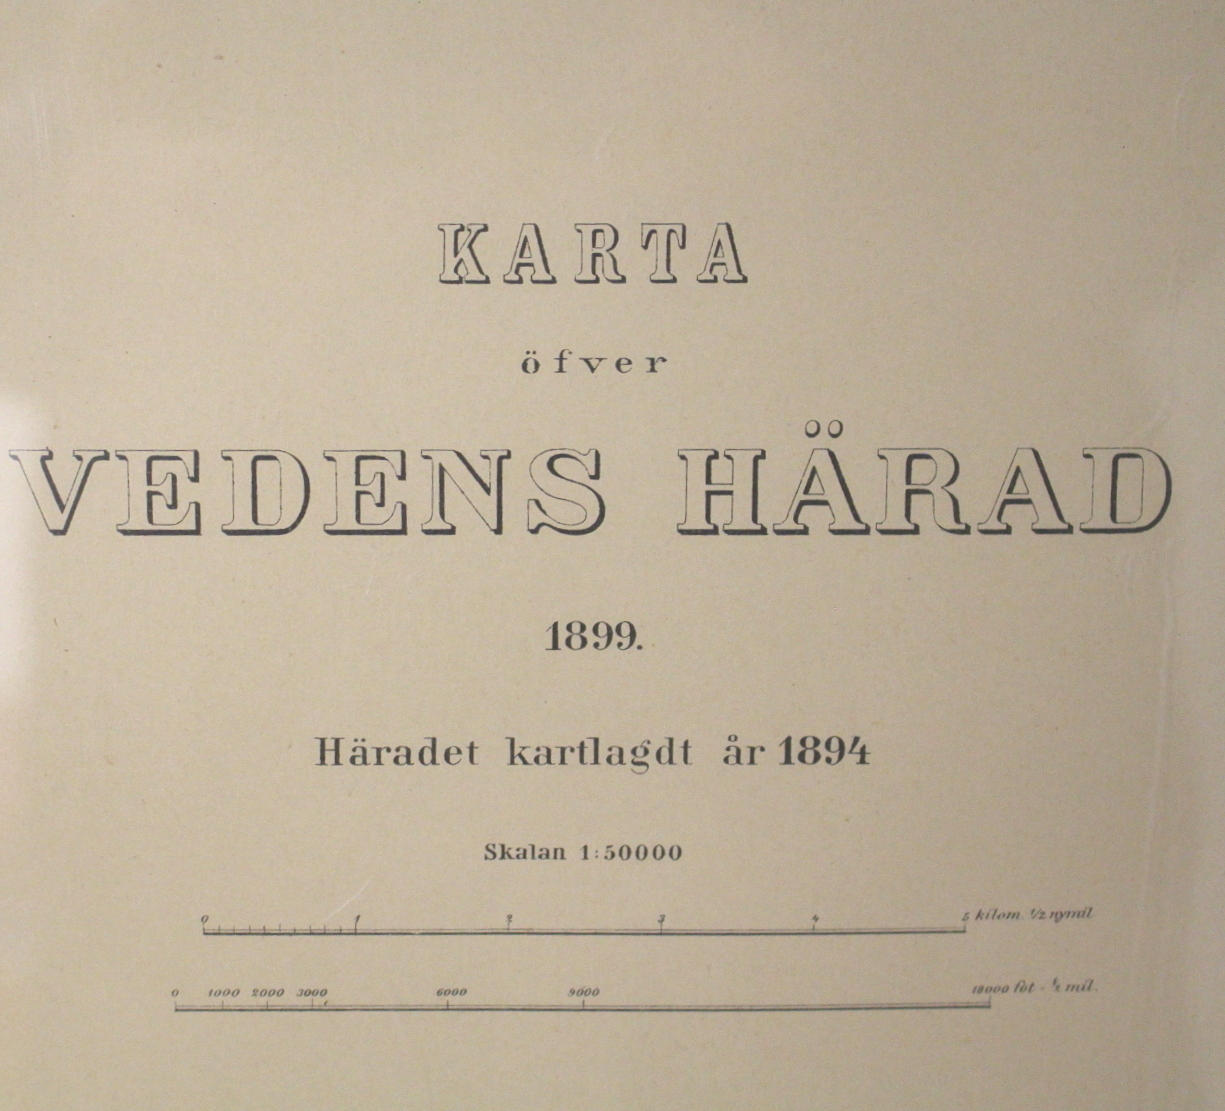 KARTA
öfver
VEDENS HÄRAD
1899.
Häradet kartlagdt år 1894
Skalan 1:50000
0 1 2 3 4 5 kilom. 1/2 nymil
0 1000 2000 3000 6000 9000 18000 fot - 1/2 mil.